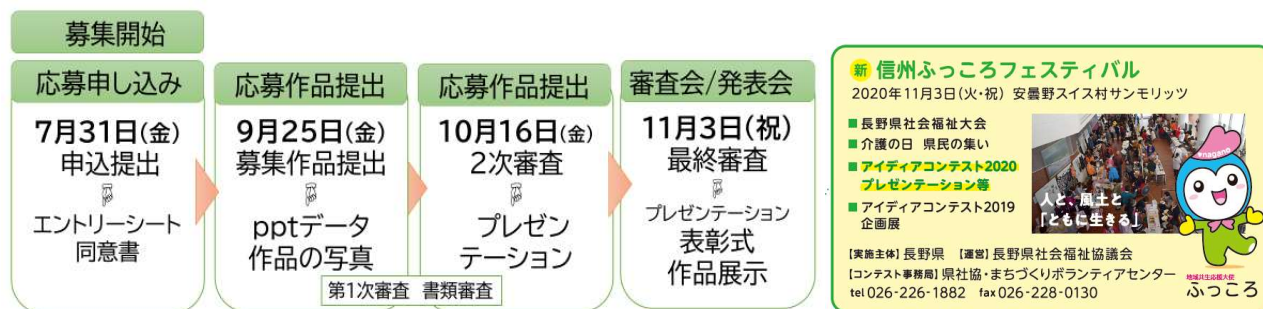 募集開始
応募申し込み
7月31日(金)
申込提出
エントリーシート
同意書
応募作品提出
9月25日(金)
募集作品提出
pptデータ
作品の写真
応募作品提出
10月16日(金)
2次審査
プレゼン
テーション
第1次審査 書類審査
審査会/発表会
11月3日(祝)
最終審査
プレゼンテーション
表彰式
作品展示
新 信州ふっころフェスティバル
2020年11月3日(火・祝) 安曇野スイス村サンモリッツ
■長野県社会福祉大会
■介護の日 県民の集い
■アイディアコンテスト2020
プレゼンテーション等
■アイディアコンテスト2019
企画展
人と、風土と
「ともに生きる」
nagano
【実施主体】長野県 【運営】長野県社会福祉協議会
【コンテスト事務局】県社協・まちづくりボランティアセンター
tel 026-226-1882 fax 026-228-0130
地域共生応援大使
ふっころ